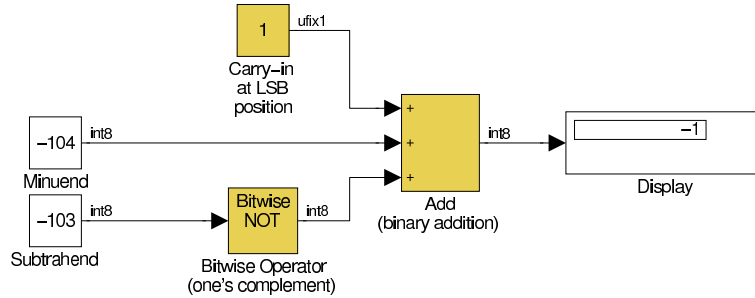 1
ufix1
Carry−in
at LSB
position
−104
int8
Minuend
−103
int8
Subtrahend
Bitwise
NOT
int8
Bitwise Operator
(one's complement)
+
+
+
int8
Add
(binary addition)
−1
Display